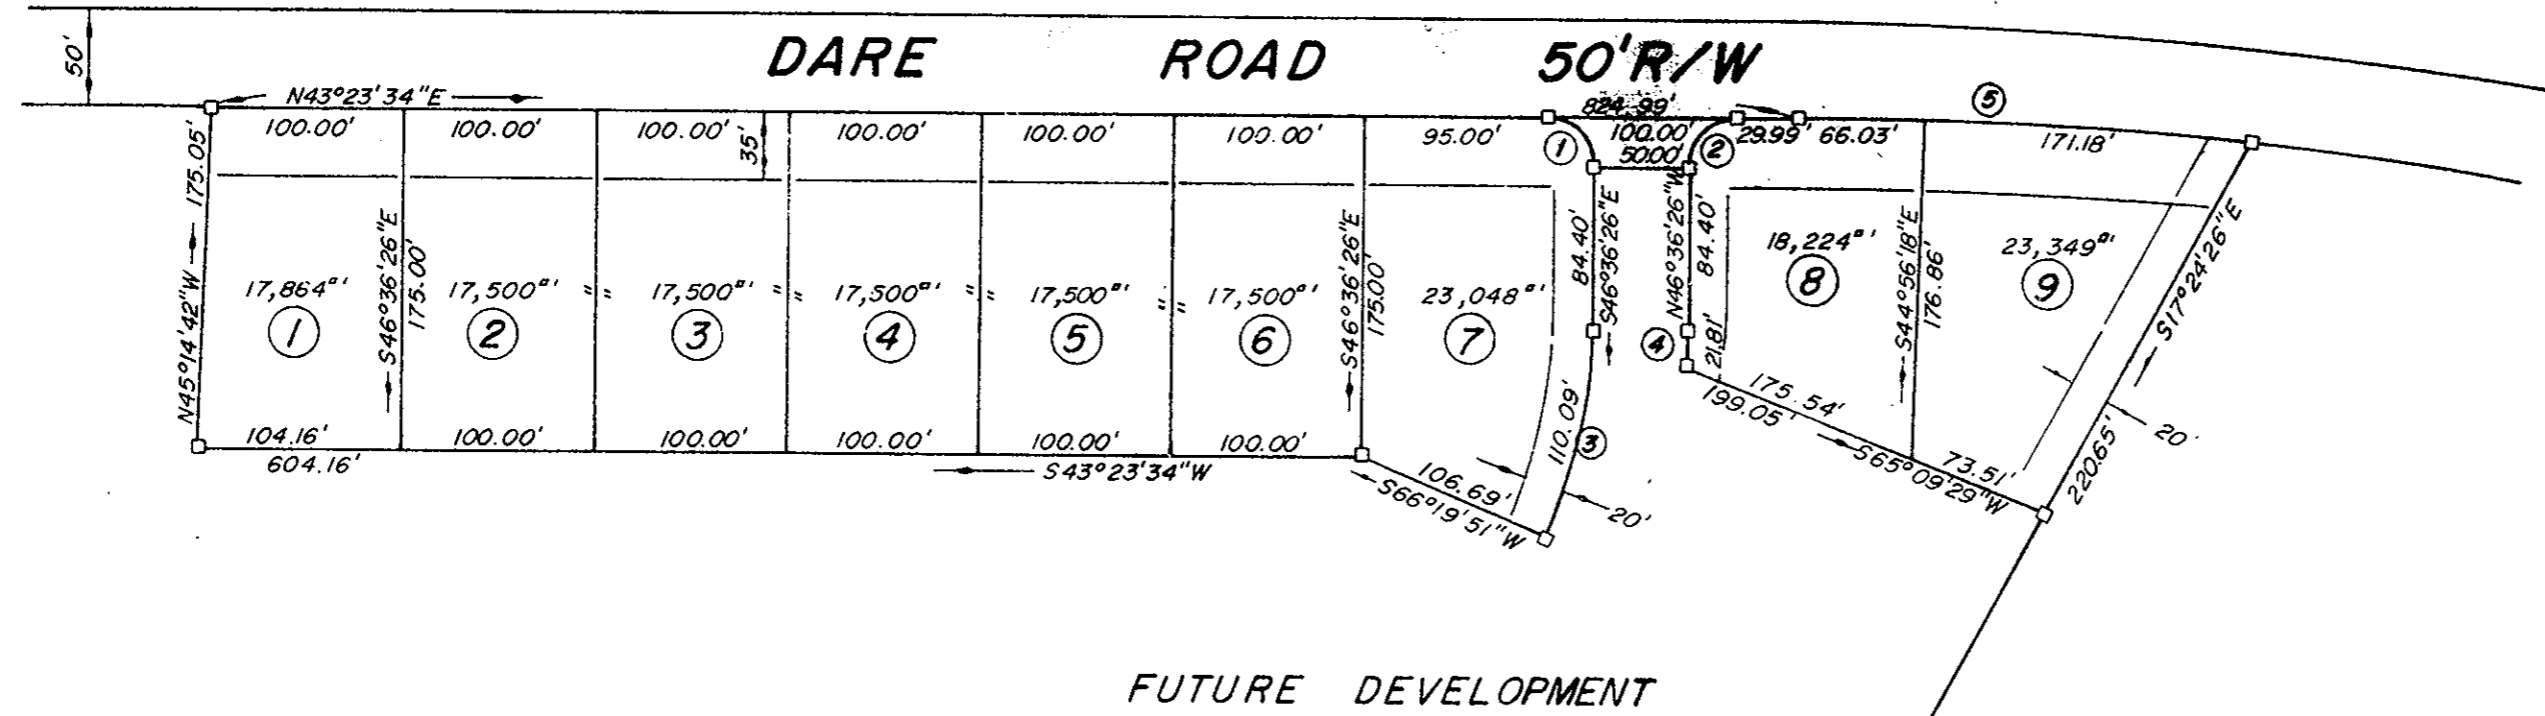 DARE ROAD 50'R/W
50'
N43°23'34"E
824.99'
⑤
100.00' 100.00' 100.00' 100.00' 100.00' 100.00' 95.00' 100.00' 29.99' 66.03' 171.18'
35'
① 50.00' ②
175.05'
N45°14'42"W
S46°36'26"E
175.00'
S46°36'26"E
175.00'
84.40'
S46°36'26"E
N46°36'26"W
84.40'
S44°56'18"E
176.86'
S17°24'26"E
220.65'
18,224□'
8
23,349□'
9
17,864□' 17,500□' 17,500□' 17,500□' 17,500□' 17,500□' 23,048□'
1 2 3 4 5 6 7
" " " " " " " "
④
21.81'
110.09'
③
104.16' 100.00' 100.00' 100.00' 100.00' 100.00'
604.16'
S43°23'34"W
106.69'
S66°19'51"W
20'
175.54'
199.05'
S65°09'29"W
73.51'
20'
FUTURE DEVELOPMENT